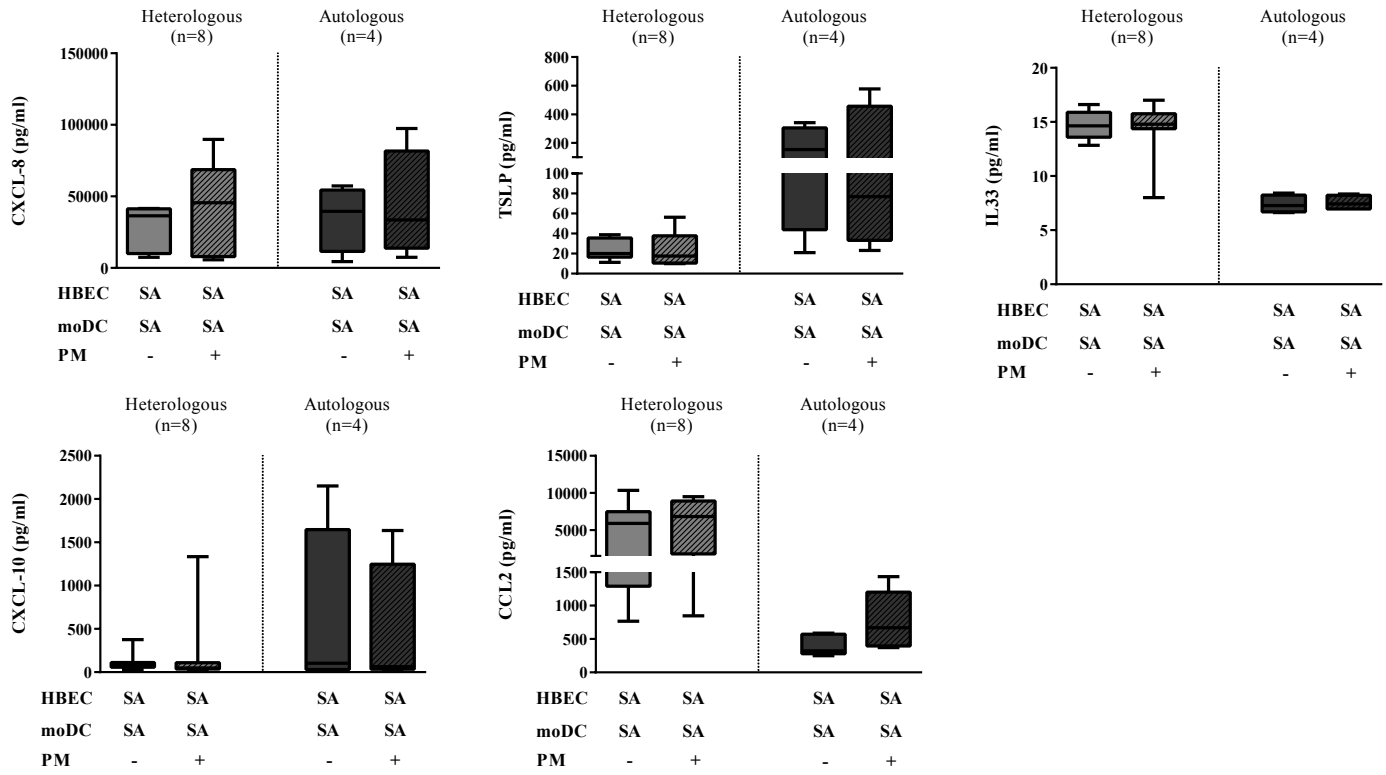 Heterologous
(n=8)
Autologous
(n=4)
CXCL-8 (pg/ml)
150000
100000
50000
0
HBEC SA SA SA SA
moDC SA SA SA SA
PM - + - +
Heterologous
(n=8)
Autologous
(n=4)
TSLP (pg/ml)
800
600
400
200
100
80
60
40
20
0
HBEC SA SA SA SA
moDC SA SA SA SA
PM - + - +
Heterologous
(n=8)
Autologous
(n=4)
IL33 (pg/ml)
20
15
10
5
0
HBEC SA SA SA SA
moDC SA SA SA SA
PM - + - +
Heterologous
(n=8)
Autologous
(n=4)
CXCL-10 (pg/ml)
2500
2000
1500
1000
500
0
HBEC SA SA SA SA
moDC SA SA SA SA
PM - + - +
Heterologous
(n=8)
Autologous
(n=4)
CCL2 (pg/ml)
15000
10000
5000
1500
1000
500
0
HBEC SA SA SA SA
moDC SA SA SA SA
PM - + - +